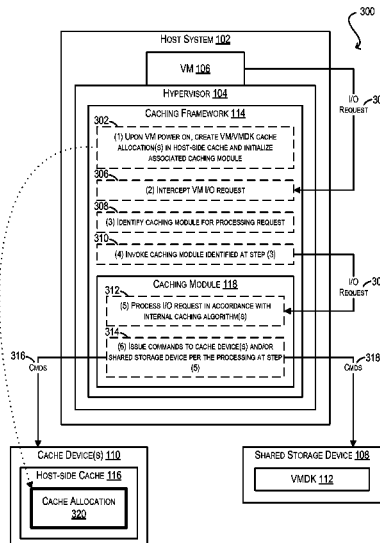 300
HOST SYSTEM 102
VM 106
HYPERVISOR 104
I/O
REQUEST
CACHING FRAMEWORK 114
302
(1) UPON VM POWER ON, CREATE VM/VMDK CACHE
ALLOCATION(S) IN HOST-SIDE CACHE AND INITIALIZE
ASSOCIATED CACHING MODULE
306
(2) INTERCEPT VM I/O REQUEST
308
(3) IDENTIFY CACHING MODULE FOR PROCESSING REQUEST
310
(4) INVOKE CACHING MODULE IDENTIFIED AT STEP (3)
CACHING MODULE 118
I/O
REQUEST
312
(5) PROCESS I/O REQUEST IN ACCORDANCE WITH
INTERNAL CACHING ALGORITHM(S)
314
(6) ISSUE COMMANDS TO CACHE DEVICE(S) AND/OR
SHARED STORAGE DEVICE PER THE PROCESSING AT STEP
(5)
316
CMDS
318
CMDS
CACHE DEVICE(S) 110
HOST-SIDE CACHE 116
CACHE ALLOCATION
320
SHARED STORAGE DEVICE 108
VMDK 112